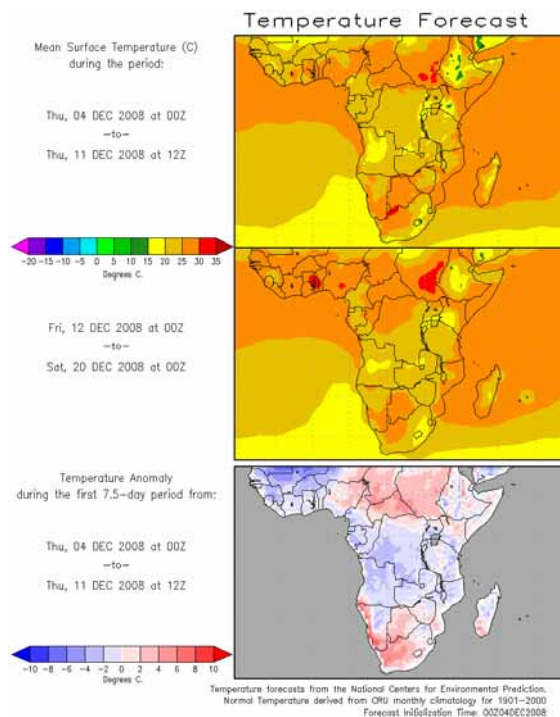 Temperature Forecast
Mean Surface Temperature (C)
during the period:
Thu, 04 DEC 2008 at 00Z
—to—
Thu, 11 DEC 2008 at 12Z
-20 -15 -10 -5 0 5 10 15 20 25 30 35
Degrees C.
Fri, 12 DEC 2008 at 00Z
—to—
Sat, 20 DEC 2008 at 00Z
Temperature Anomaly
during the first 7.5-day period from:
Thu, 04 DEC 2008 at 00Z
—to—
Thu, 11 DEC 2008 at 12Z
-10 -8 -6 -4 -2 0 2 4 6 8 10
Degrees C.
Temperature forecasts from the National Centers for Environmental Prediction.
Normal Temperature derived from CRU monthly climatology for 1901-2000
Forecast Initialization Time: 00Z04DEC2008